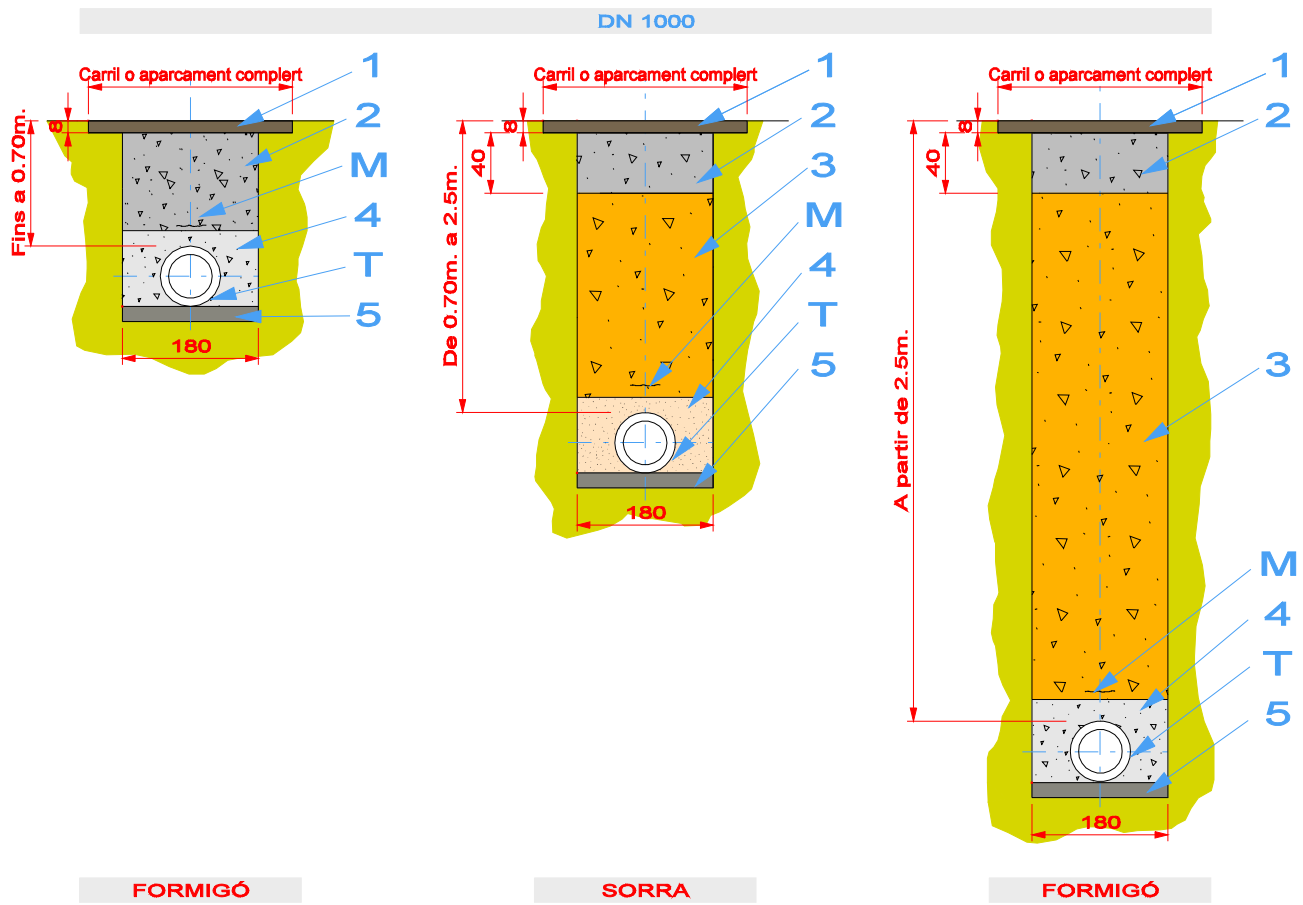 DN 1000
Carril o aparcament complert
1
8
2
Fins a 0.70m.
M
4
T
5
180
FORMIGÓ
Carril o aparcament complert
1
8
2
40
3
De 0.70m. a 2.5m.
M
4
T
5
180
SORRA
Carril o aparcament complert
1
8
2
40
3
A partir de 2.5m.
M
4
T
5
180
FORMIGÓ